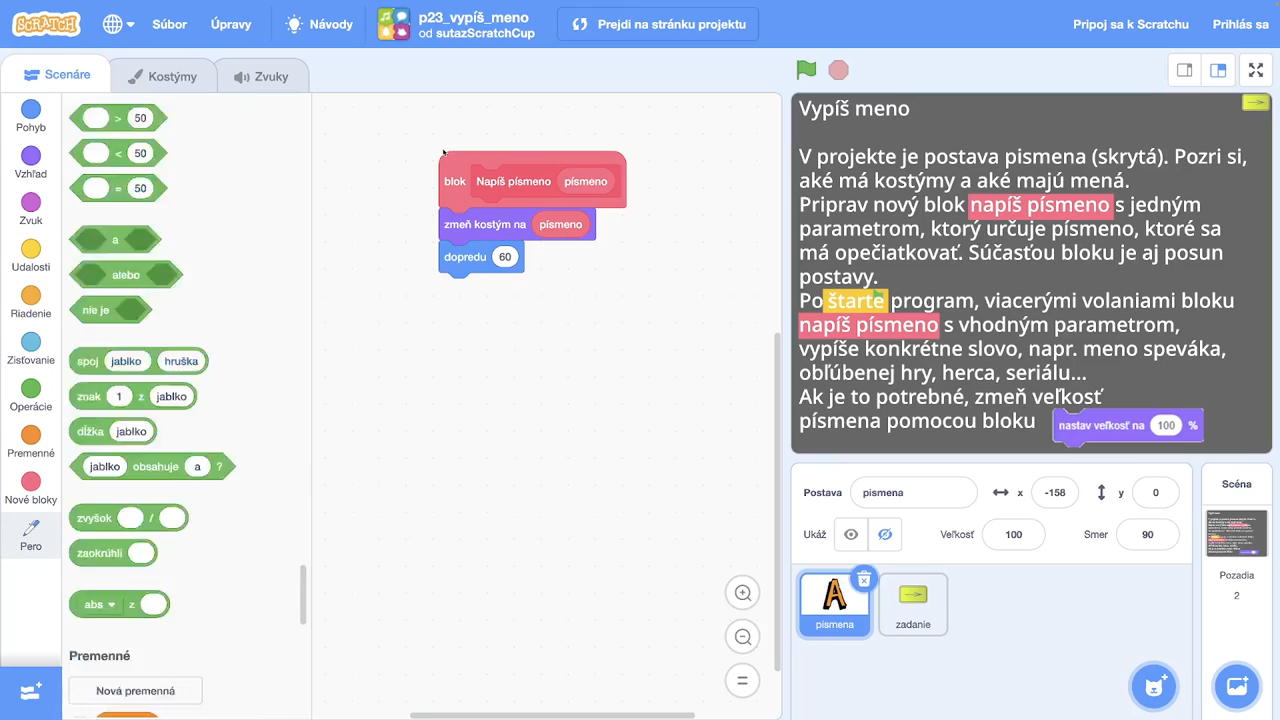 SCRATCH
Súbor
Úpravy
Návody
p23_vypíš_meno
od sutazScratchCup
Prejdi na stránku projektu
Pripoj sa k Scratchu
Prihlás sa
Scenáre
Kostýmy
Zvuky
Pohyb
Vzhľad
Zvuk
Udalosti
Riadenie
Zisťovanie
Operácie
Premenné
Nové bloky
Pero
> 50
< 50
= 50
a
alebo
nie je
spoj jablko hruška
znak 1 z jablko
dĺžka jablko
jablko obsahuje a ?
zvyšok /
zaokrúhli
abs z
Premenné
Nová premenná
blok Napíš písmeno písmeno
zmeň kostým na písmeno
dopredu 60
Vypíš meno
V projekte je postava pismena (skrytá). Pozri si,
aké má kostýmy a aké majú mená.
Priprav nový blok napíš písmeno s jedným
parametrom, ktorý určuje písmeno, ktoré sa
má opečiatkovať. Súčasťou bloku je aj posun
postavy.
Po štarte program, viacerými volaniami bloku
napíš písmeno s vhodným parametrom,
vypíše konkrétne slovo, napr. meno speváka,
obľúbenej hry, herca, seriálu...
Ak je to potrebné, zmeň veľkosť
písmena pomocou bloku nastav veľkosť na 100 %
Postava pismena x -158 y 0
Ukáž Veľkosť 100 Smer 90
A
pismena
zadanie
Scéna
Pozadia
2